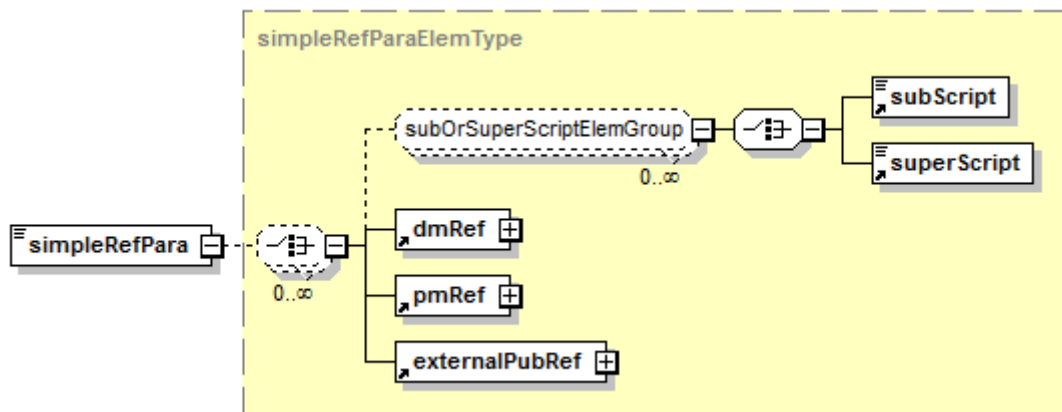 simpleRefParaElemType
subScript
subOrSuperScriptElemGroup
0..∞
superScript
dmRef
simpleRefPara
0..∞
pmRef
externalPubRef